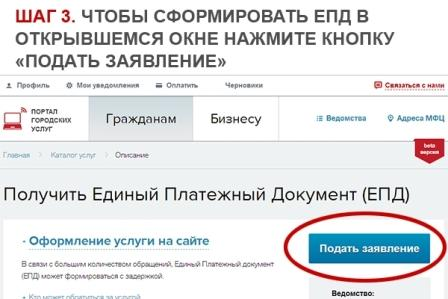 ШАГ 3. ЧТОБЫ СФОРМИРОВАТЬ ЕПД В
ОТКРЫВШЕМСЯ ОКНЕ НАЖМИТЕ КНОПКУ
«ПОДАТЬ ЗАЯВЛЕНИЕ»
Профиль Мои уведомления Оплатить Черновики Связаться с нами
ПОРТАЛ
ГОРОДСКИХ
УСЛУГ
Гражданам Бизнесу Ведомства Адреса МФЦ
Главная Каталог услуг Описание
beta
версия
Получить Единый Платежный Документ (ЕПД)
Оформление услуги на сайте
Подать заявление
В связи с большим количеством обращений, Единый Платежный документ
(ЕПД) может формироваться с задержкой.
Кто может обратиться за услугой
Ведомство: